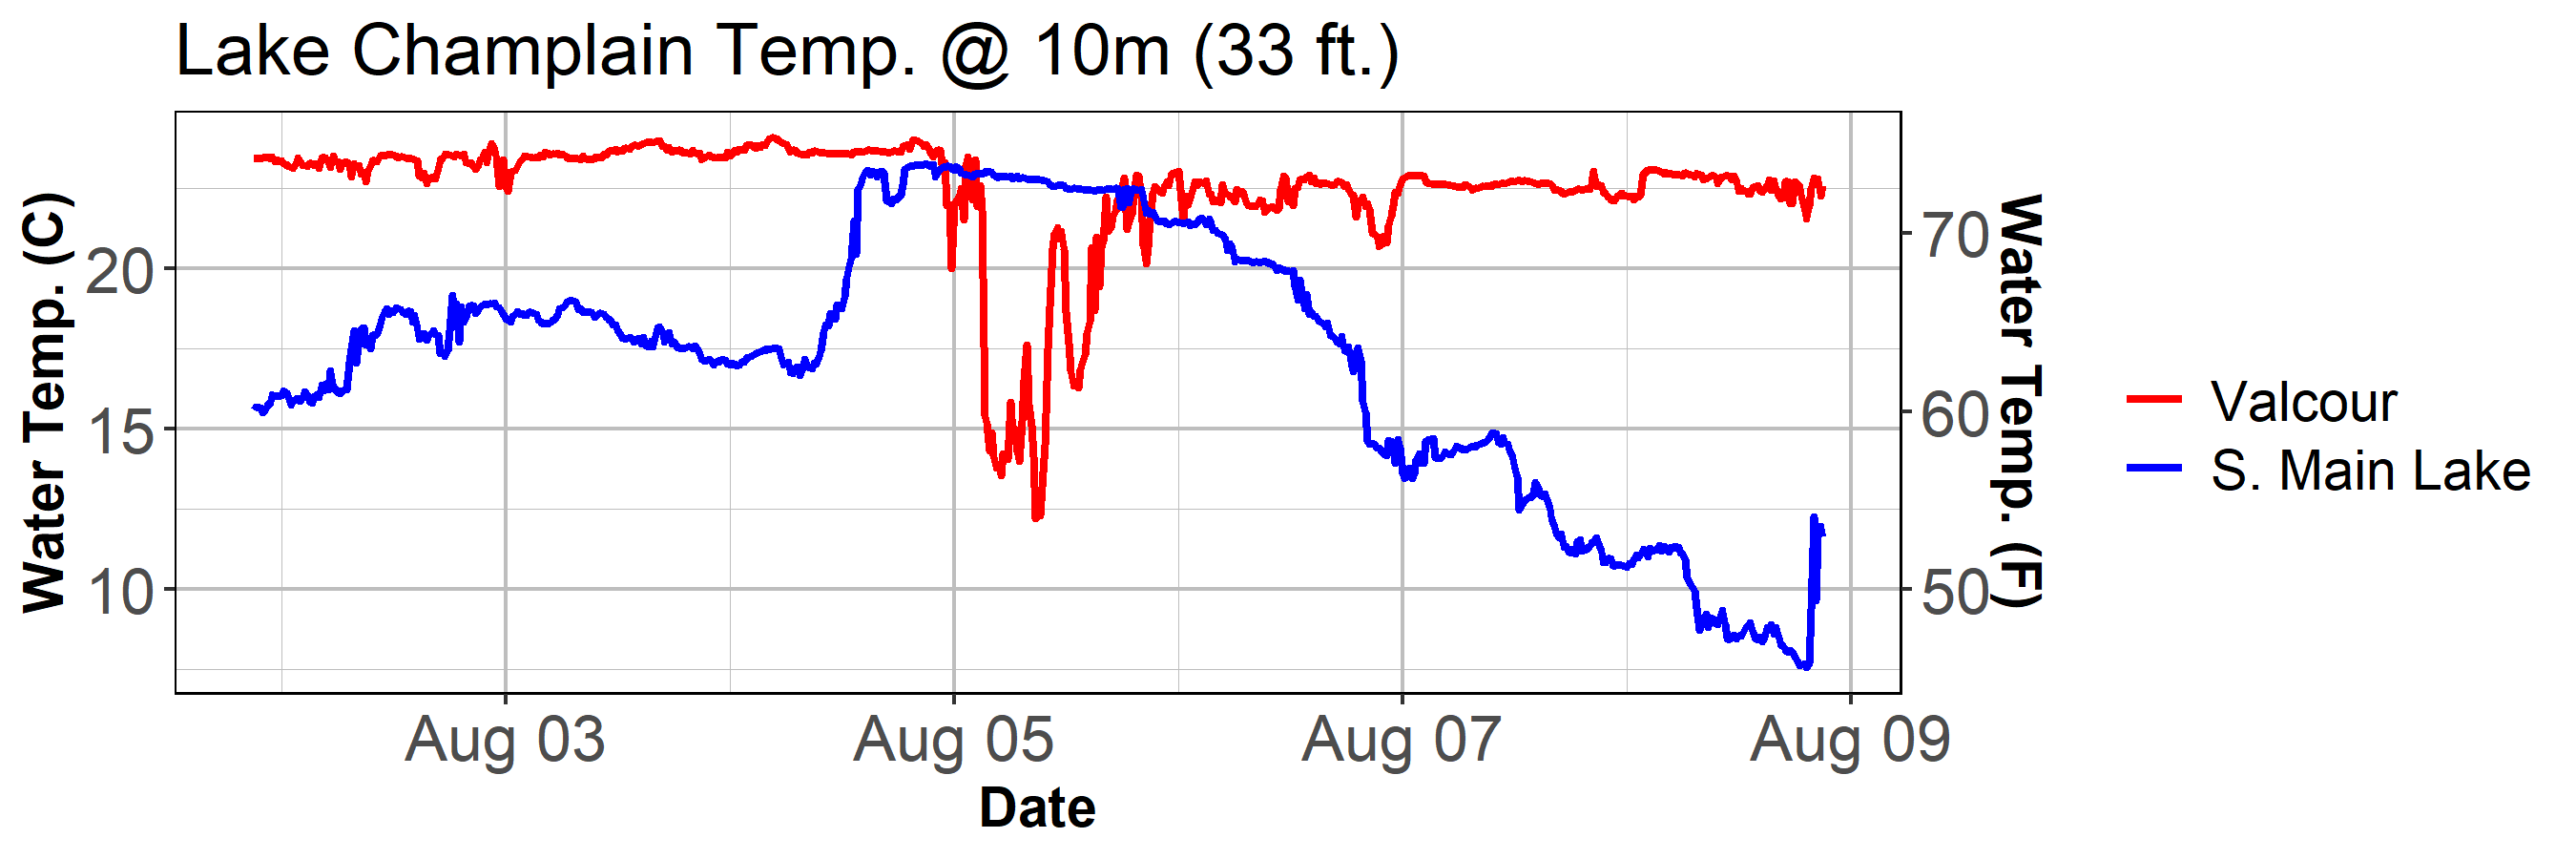 Lake Champlain Temp. @ 10m (33 ft.)
Water Temp. (C)
20
15
10
70
60
50
Water Temp. (F)
Valcour
S. Main Lake
Aug 03
Aug 05
Aug 07
Aug 09
Date